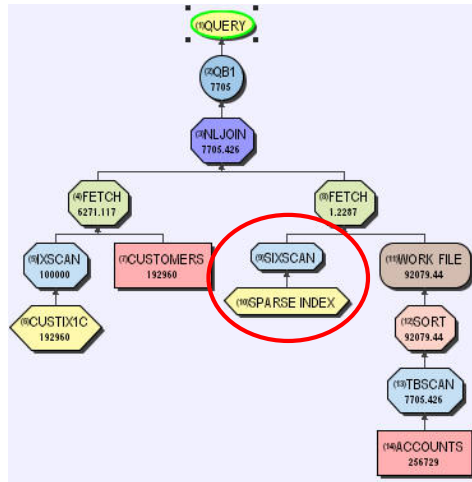 (1)QUERY
(2)QB1
7705
(3)NLJOIN
7705.426
(4)FETCH
6271.117
(8)FETCH
1.2287
(5)IXSCAN
100000
(7)CUSTOMERS
192960
(9)SIXSCAN
(11)WORK FILE
92079.44
(6)CUSTIX1C
192960
(10)SPARSE INDEX
(12)SORT
92079.44
(13)TBSCAN
7705.426
(14)ACCOUNTS
256729